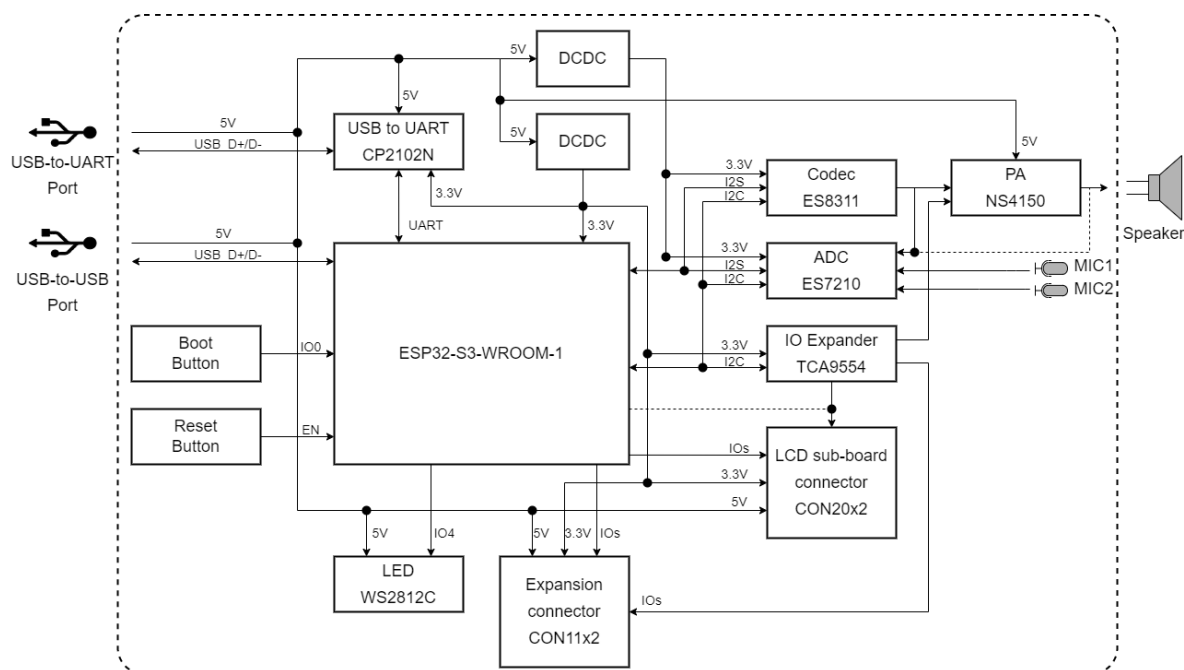 5V
DCDC
5V
5V
USB to UART
CP2102N
5V
DCDC
5V
USB D+/D-
USB-to-UART
Port
3.3V
UART
3.3V
5V
USB D+/D-
USB-to-USB
Port
3.3V
I2S
I2C
Codec
ES8311
5V
PA
NS4150
Speaker
3.3V
I2S
I2C
ADC
ES7210
MIC1
MIC2
Boot
Button
IO0
ESP32-S3-WROOM-1
3.3V
I2C
IO Expander
TCA9554
Reset
Button
EN
IOs
3.3V
5V
LCD sub-board
connector
CON20x2
5V
IO4
5V
3.3V
IOs
LED
WS2812C
Expansion
connector
CON11x2
IOs